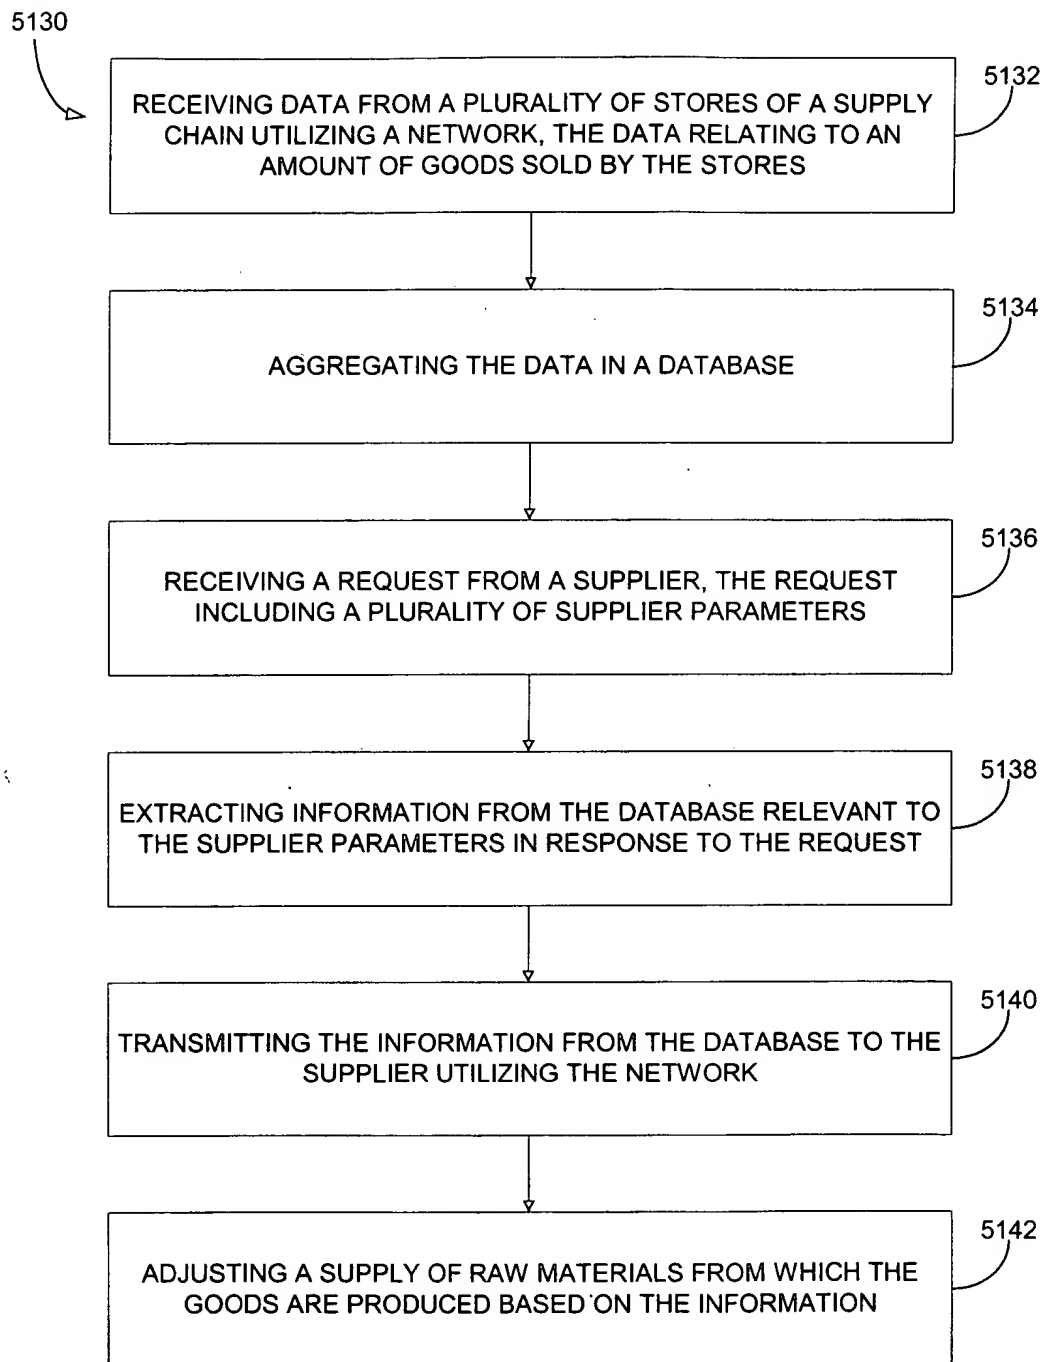 5130
5132
RECEIVING DATA FROM A PLURALITY OF STORES OF A SUPPLY
CHAIN UTILIZING A NETWORK, THE DATA RELATING TO AN
AMOUNT OF GOODS SOLD BY THE STORES
5134
AGGREGATING THE DATA IN A DATABASE
5136
RECEIVING A REQUEST FROM A SUPPLIER, THE REQUEST
INCLUDING A PLURALITY OF SUPPLIER PARAMETERS
5138
EXTRACTING INFORMATION FROM THE DATABASE RELEVANT TO
THE SUPPLIER PARAMETERS IN RESPONSE TO THE REQUEST
5140
TRANSMITTING THE INFORMATION FROM THE DATABASE TO THE
SUPPLIER UTILIZING THE NETWORK
5142
ADJUSTING A SUPPLY OF RAW MATERIALS FROM WHICH THE
GOODS ARE PRODUCED BASED ON THE INFORMATION